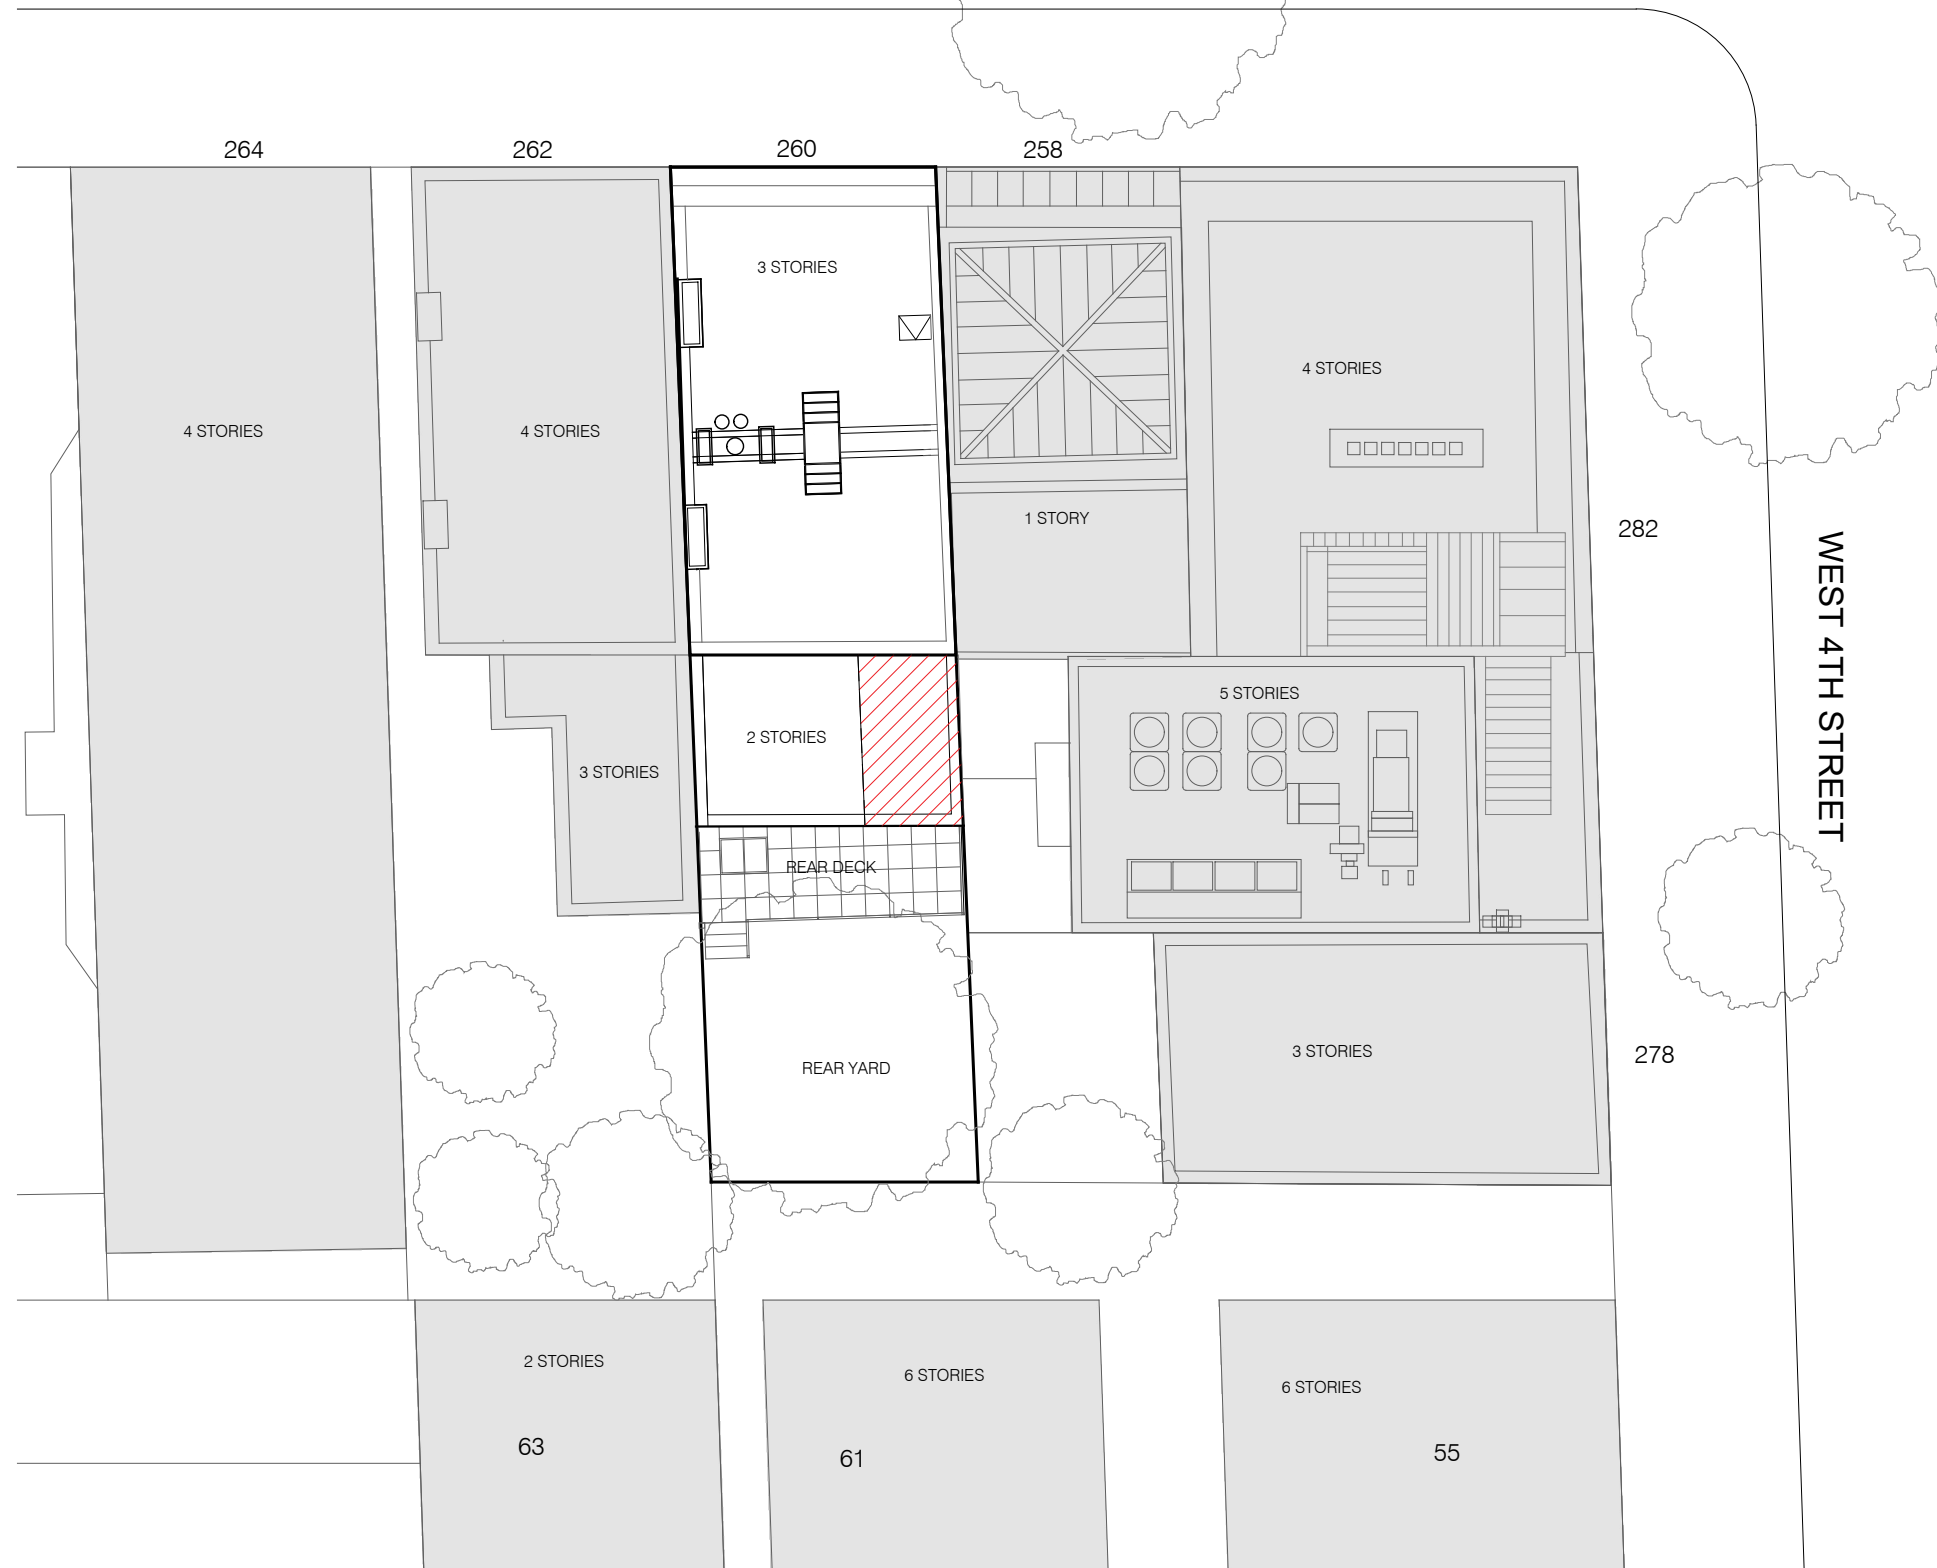 264
262
260
258
3 STORIES
4 STORIES
4 STORIES
4 STORIES
1 STORY
282
WEST 4TH STREET
5 STORIES
2 STORIES
3 STORIES
REAR DECK
3 STORIES
278
REAR YARD
2 STORIES
6 STORIES
6 STORIES
63
61
55